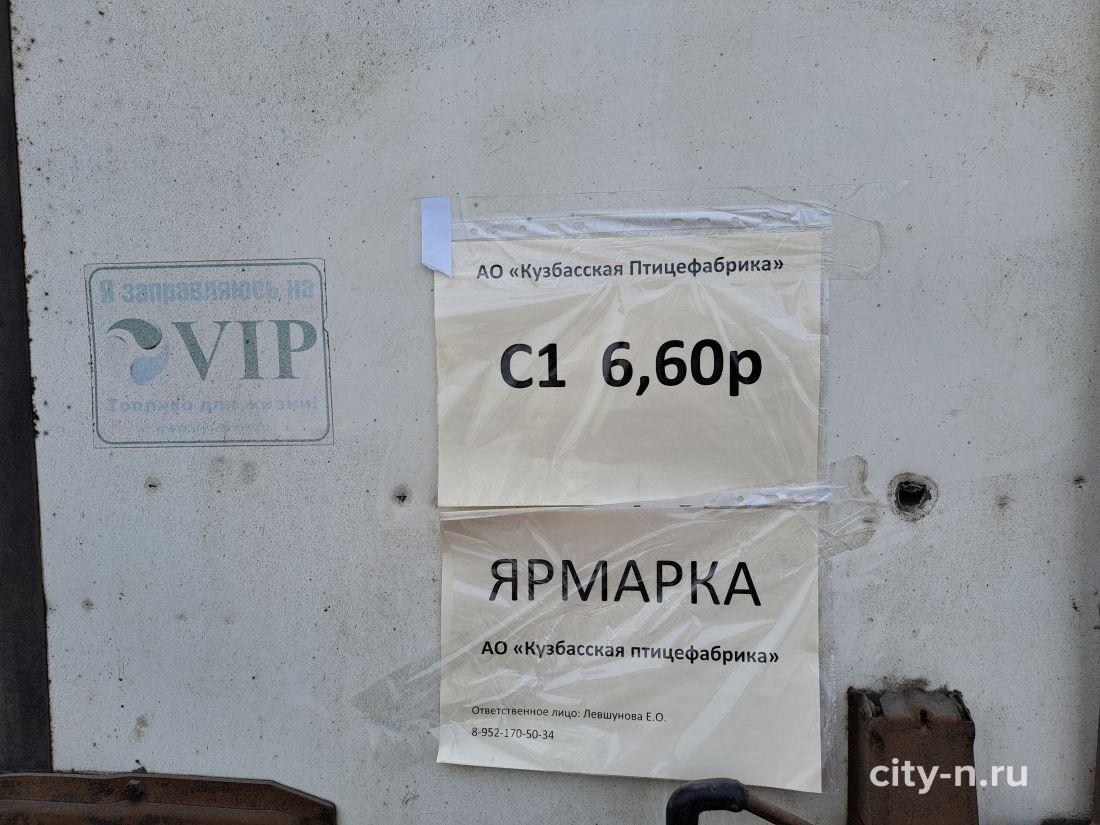 Я заправляюсь на
VIP
Топливо для жизни!
АО «Кузбасская Птицефабрика»
С1 6,60р
ЯРМАРКА
АО «Кузбасская птицефабрика»
Ответственное лицо: Левшунова Е.О.
8-952-170-50-34
city-n.ru